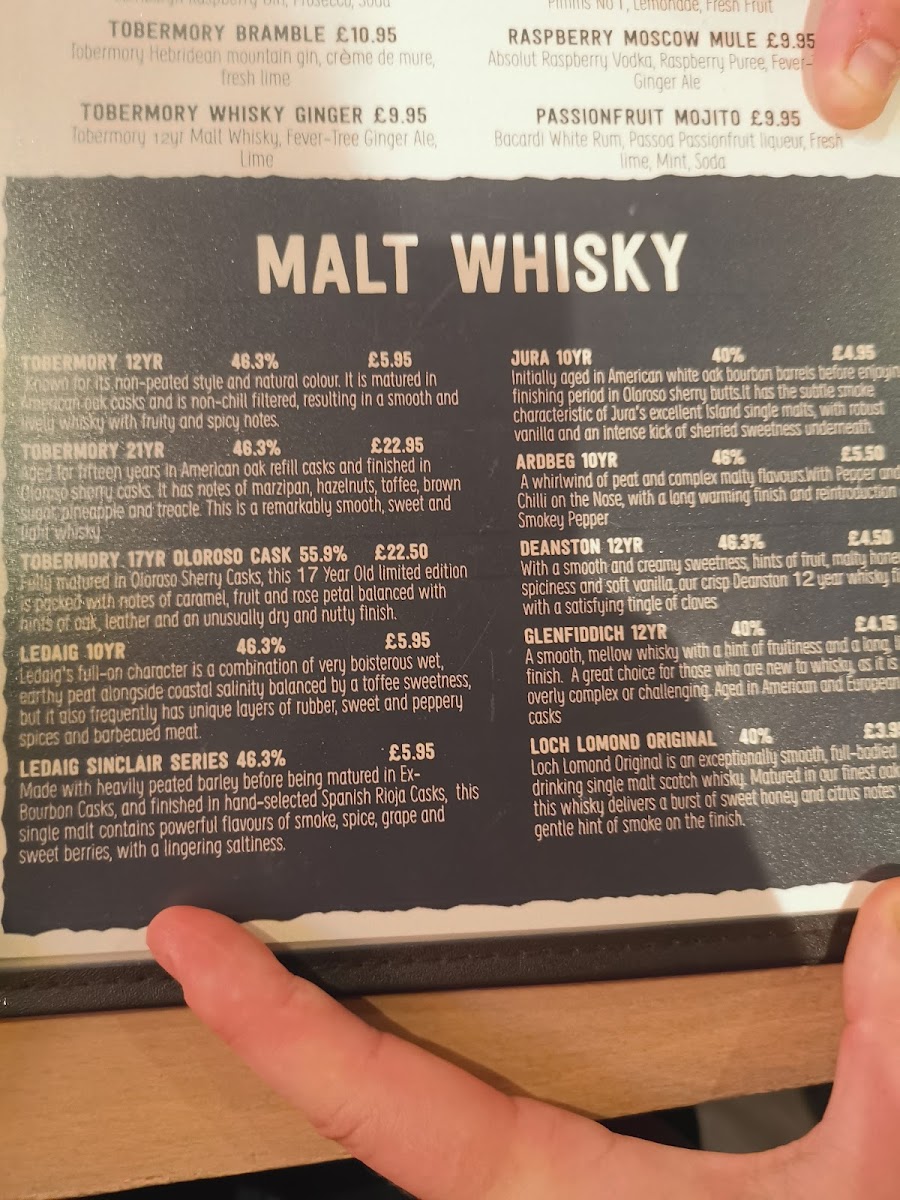 TOBERMORY BRAMBLE £10.95
Tobermory Hebridean mountain gin, crème de mure,
fresh lime
TOBERMORY WHISKY GINGER £9.95
Tobermory 12yr Malt Whisky, Fever-Tree Ginger Ale,
Lime
Pimms No 1, Lemonade, Fresh Fruit
RASPBERRY MOSCOW MULE £9.95
Absolut Raspberry Vodka, Raspberry Puree, Fever-
Ginger Ale
PASSIONFRUIT MOJITO £9.95
Bacardi White Rum, Passoa Passionfruit liqueur, Fresh
lime, Mint, Soda
MALT WHISKY
TOBERMORY 12YR 46.3% £5.95
Known for its non-peated style and natural colour. It is matured in
American oak casks and is non-chill filtered, resulting in a smooth and
lively whisky with fruity and spicy notes.
TOBERMORY 21YR 46.3% £22.95
Aged for fifteen years in American oak refill casks and finished in
Oloroso sherry casks. It has notes of marzipan, hazelnuts, toffee, brown
sugar, pineapple and treacle. This is a remarkably smooth, sweet and
light whisky
TOBERMORY 17YR OLOROSO CASK 55.9% £22.50
Fully matured in Oloroso Sherry Casks, this 17 Year Old limited edition
is packed with notes of caramel, fruit and rose petal balanced with
hints of oak, leather and an unusually dry and nutty finish.
LEDAIG 10YR 46.3% £5.95
Ledaig's full-on character is a combination of very boisterous wet,
earthy peat alongside coastal salinity balanced by a toffee sweetness,
but it also frequently has unique layers of rubber, sweet and peppery
spices and barbecued meat.
LEDAIG SINCLAIR SERIES 46.3% £5.95
Made with heavily peated barley before being matured in Ex-
Bourbon Casks, and finished in hand-selected Spanish Rioja Casks, this
single malt contains powerful flavours of smoke, spice, grape and
sweet berries, with a lingering saltiness.
JURA 10YR 40% £4.95
Initially aged in American white oak bourbon barrels before enjoyin
finishing period in Oloroso sherry butts.It has the subtle smoke
characteristic of Jura's excellent Island single malts, with robust
vanilla and an intense kick of sherried sweetness underneath.
ARDBEG 10YR 46% £5.50
A whirlwind of peat and complex malty flavours.With Pepper and
Chilli on the Nose, with a long warming finish and reintroduction
Smokey Pepper
DEANSTON 12YR 46.3% £4.50
With a smooth and creamy sweetness, hints of fruit, malty hone
spiciness and soft vanilla, our crisp Deanston 12 year whisky fi
with a satisfying tingle of cloves
GLENFIDDICH 12YR 40% £4.15
A smooth, mellow whisky with a hint of fruitiness and a long, l
finish. A great choice for those who are new to whisky, as it is
overly complex or challenging. Aged in American and European
casks
LOCH LOMOND ORIGINAL 40% £3.9
Loch Lomond Original is an exceptionally smooth, full-bodied
drinking single malt scotch whisky. Matured in our finest oak
this whisky delivers a burst of sweet honey and citrus notes
gentle hint of smoke on the finish.